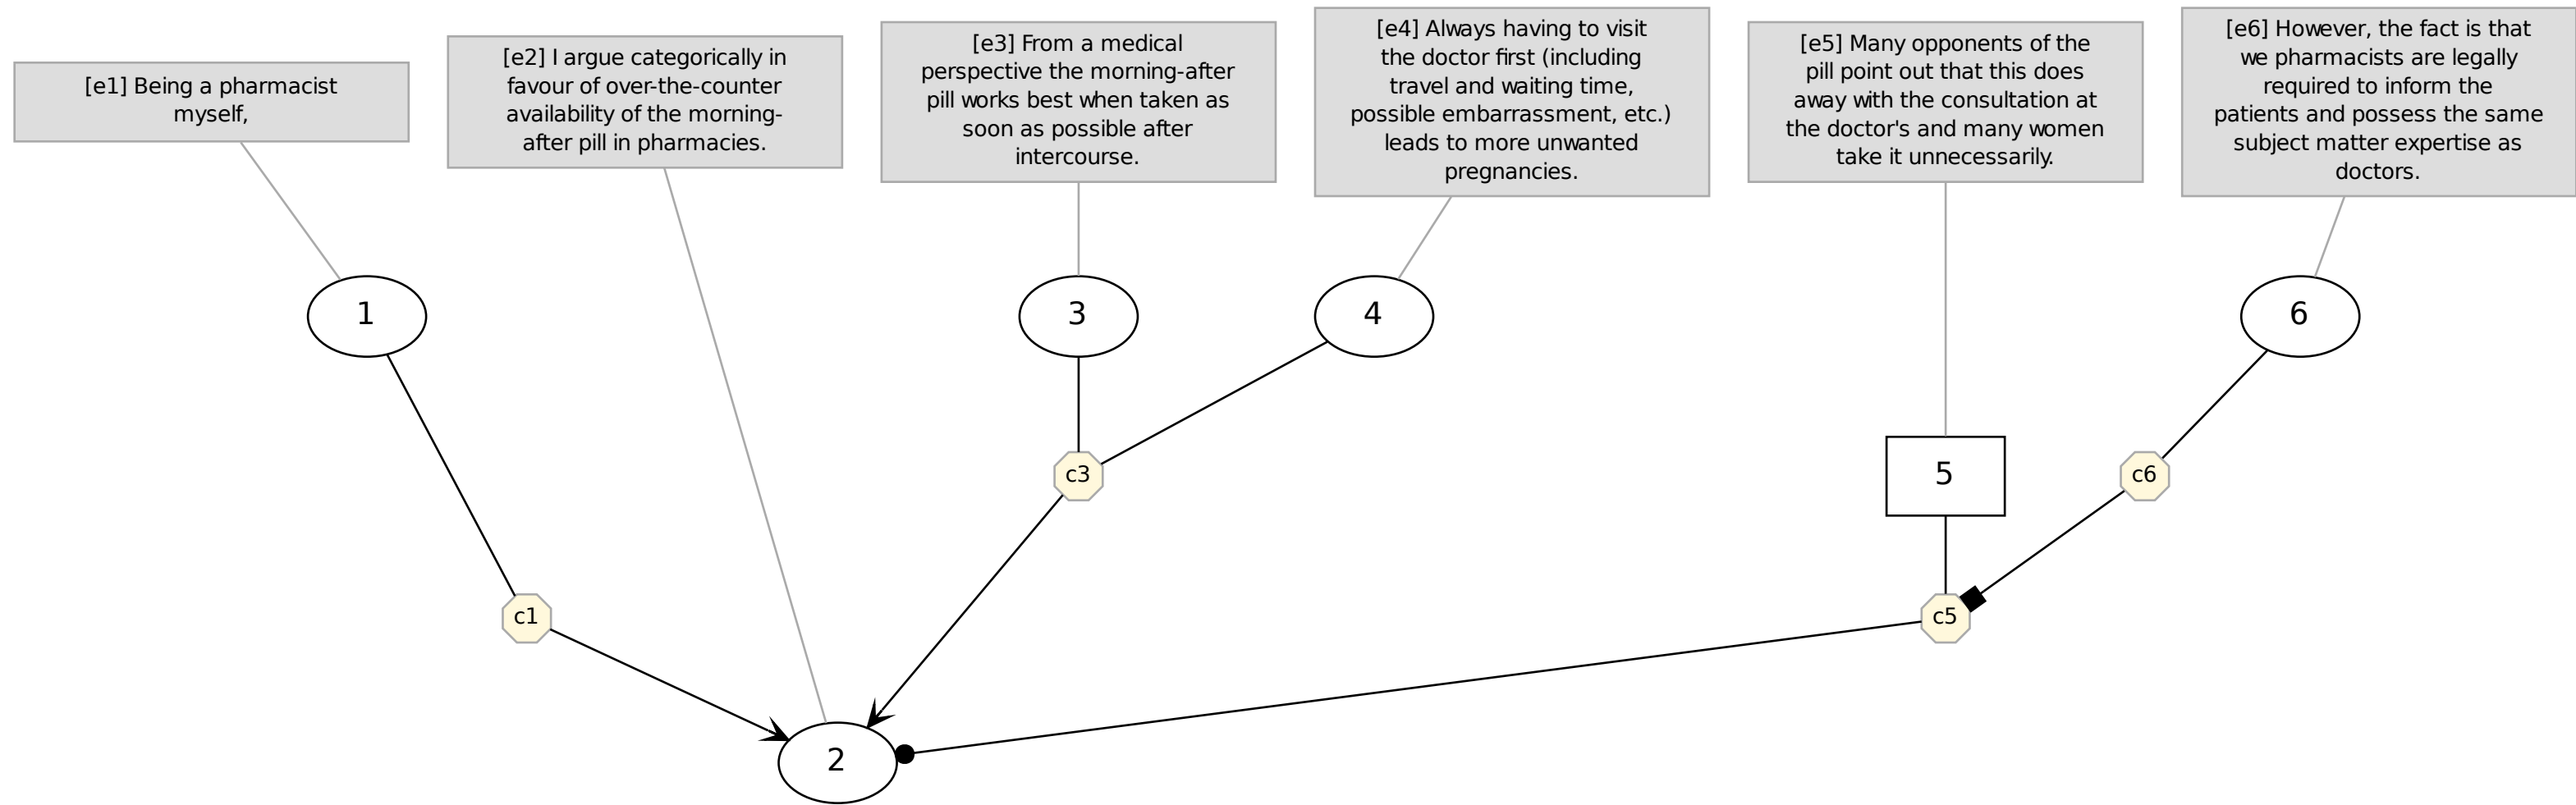 [e1] Being a pharmacist
myself,
[e2] I argue categorically in
favour of over-the-counter
availability of the morning-
after pill in pharmacies.
[e3] From a medical
perspective the morning-after
pill works best when taken as
soon as possible after
intercourse.
[e4] Always having to visit
the doctor first (including
travel and waiting time,
possible embarrassment, etc.)
leads to more unwanted
pregnancies.
[e5] Many opponents of the
pill point out that this does
away with the consultation at
the doctor's and many women
take it unnecessarily.
[e6] However, the fact is that
we pharmacists are legally
required to inform the
patients and possess the same
subject matter expertise as
doctors.
1
3
4
6
c3
5
c6
c1
c5
2